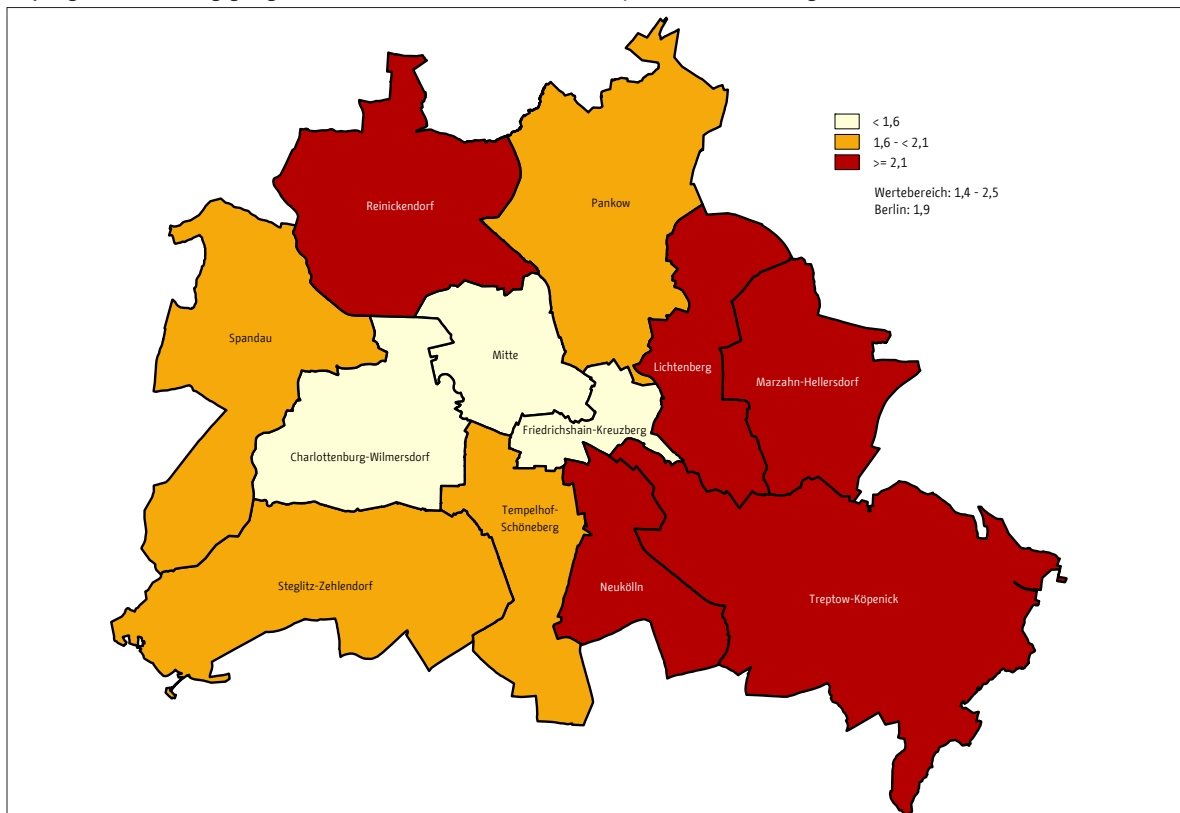 < 1,6
1,6 - < 2,1
>= 2,1
Wertebereich: 1,4 - 2,5
Berlin: 1,9
Reinickendorf
Pankow
Spandau
Mitte
Lichtenberg
Marzahn-Hellersdorf
Friedrichshain-Kreuzberg
Charlottenburg-Wilmersdorf
Tempelhof-
Schöneberg
Steglitz-Zehlendorf
Neukölln
Treptow-Köpenick